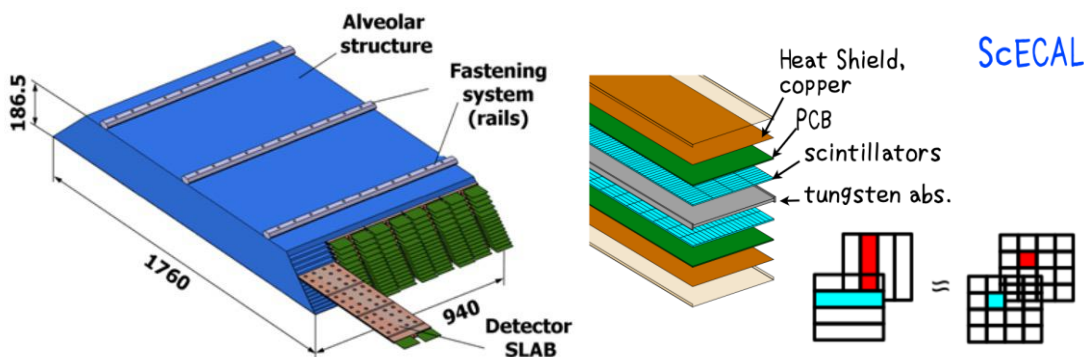 Alveolar
structure
Fastening
system
(rails)
186.5
1760
940
Detector
SLAB
ScECAL
Heat Shield,
copper
PCB
scintillators
tungsten abs.
≈